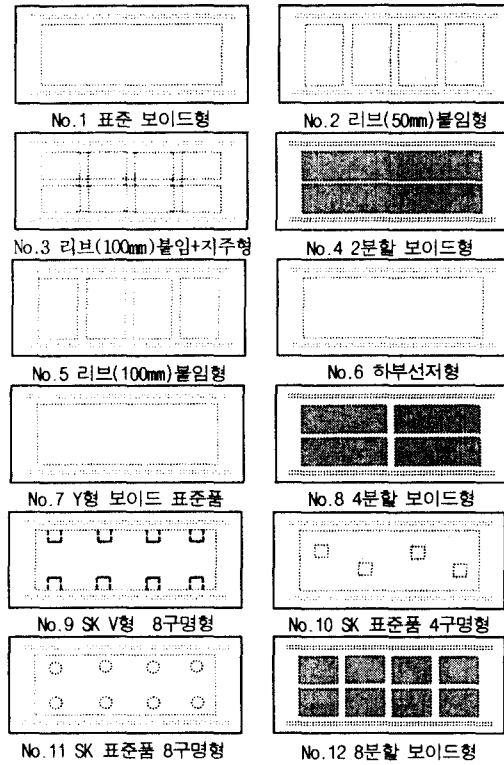 No.1 표준 보이드형
No.2 리브(50mm)붙임형
No.3 리브(100mm)붙임+지주형
No.4 2분할 보이드형
No.5 리브(100mm)붙임형
No.6 하부선저형
No.7 Y형 보이드 표준품
No.8 4분할 보이드형
No.9 SK V형 8구명형
No.10 SK 표준품 4구명형
No.11 SK 표준품 8구명형
No.12 8분할 보이드형